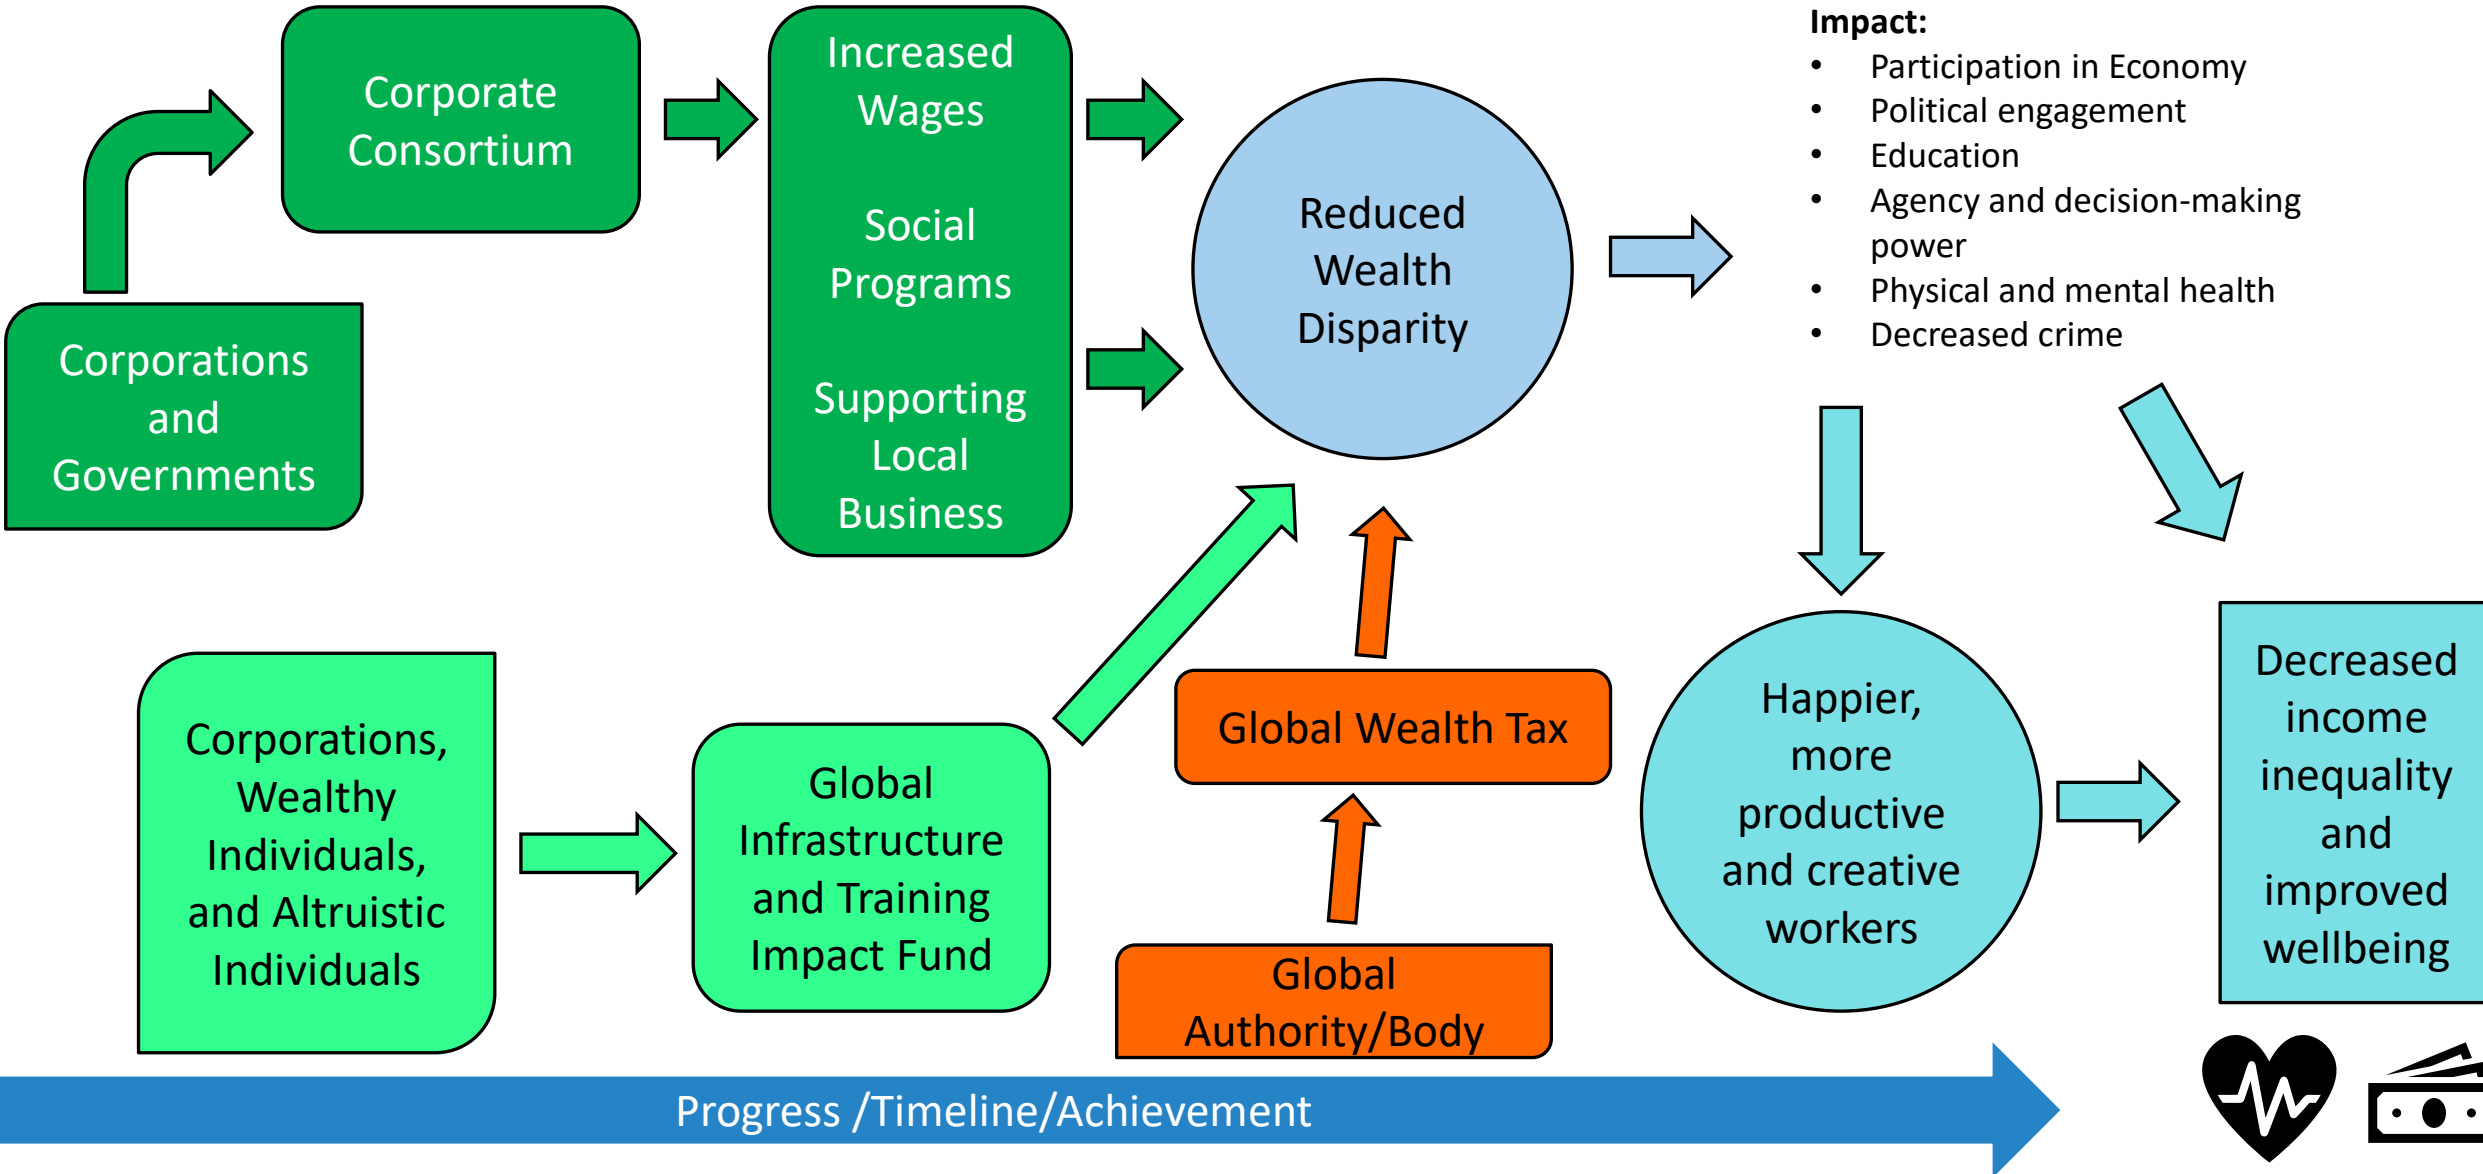 Corporate
Consortium
Corporations
and
Governments
Increased
Wages
Social
Programs
Supporting
Local
Business
Reduced
Wealth
Disparity
Impact:
• Participation in Economy
• Political engagement
• Education
• Agency and decision-making
power
• Physical and mental health
• Decreased crime
Corporations,
Wealthy
Individuals,
and Altruistic
Individuals
Global
Infrastructure
and Training
Impact Fund
Global Wealth Tax
Global
Authority/Body
Happier,
more
productive
and creative
workers
Decreased
income
inequality
and
improved
wellbeing
Progress /Timeline/Achievement